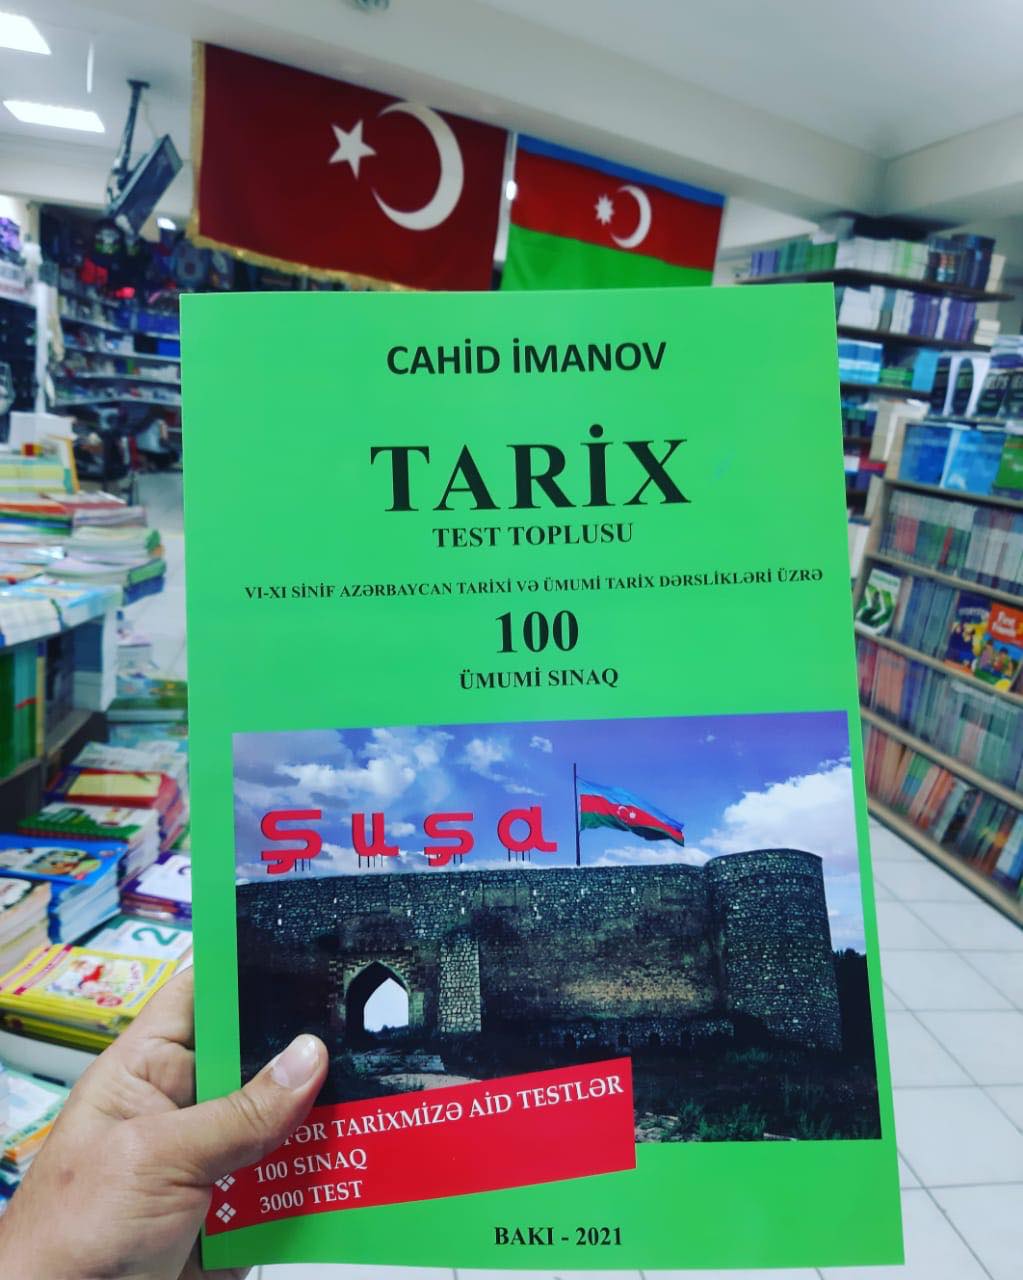 CAHİD İMANOV
TARİX
TEST TOPLUSU
VI-XI SİNİF AZƏRBAYCAN TARİXİ VƏ ÜMUMİ TARİX DƏRSLİKLƏRİ ÜZRƏ
100
ÜMUMİ SINAQ
Şuşa
TARİXMİZƏ AİD TESTLƏR
100 SINAQ
3000 TEST
BAKI - 2021